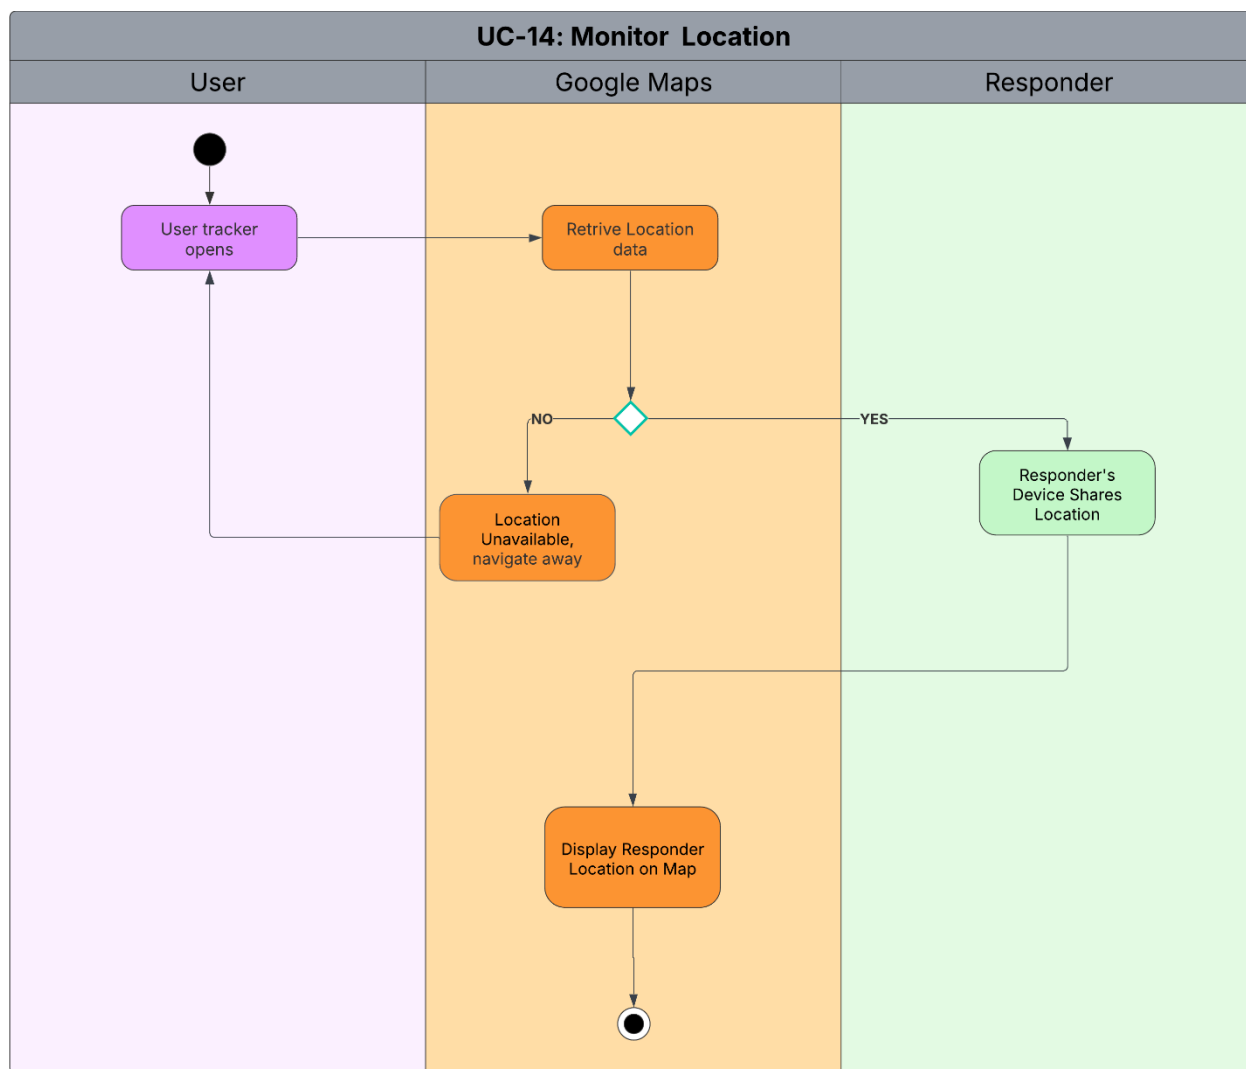 UC-14: Monitor Location
User
Google Maps
Responder
User tracker
opens
Retrive Location
data
NO
YES
Responder's
Device Shares
Location
Location
Unavailable,
navigate away
Display Responder
Location on Map